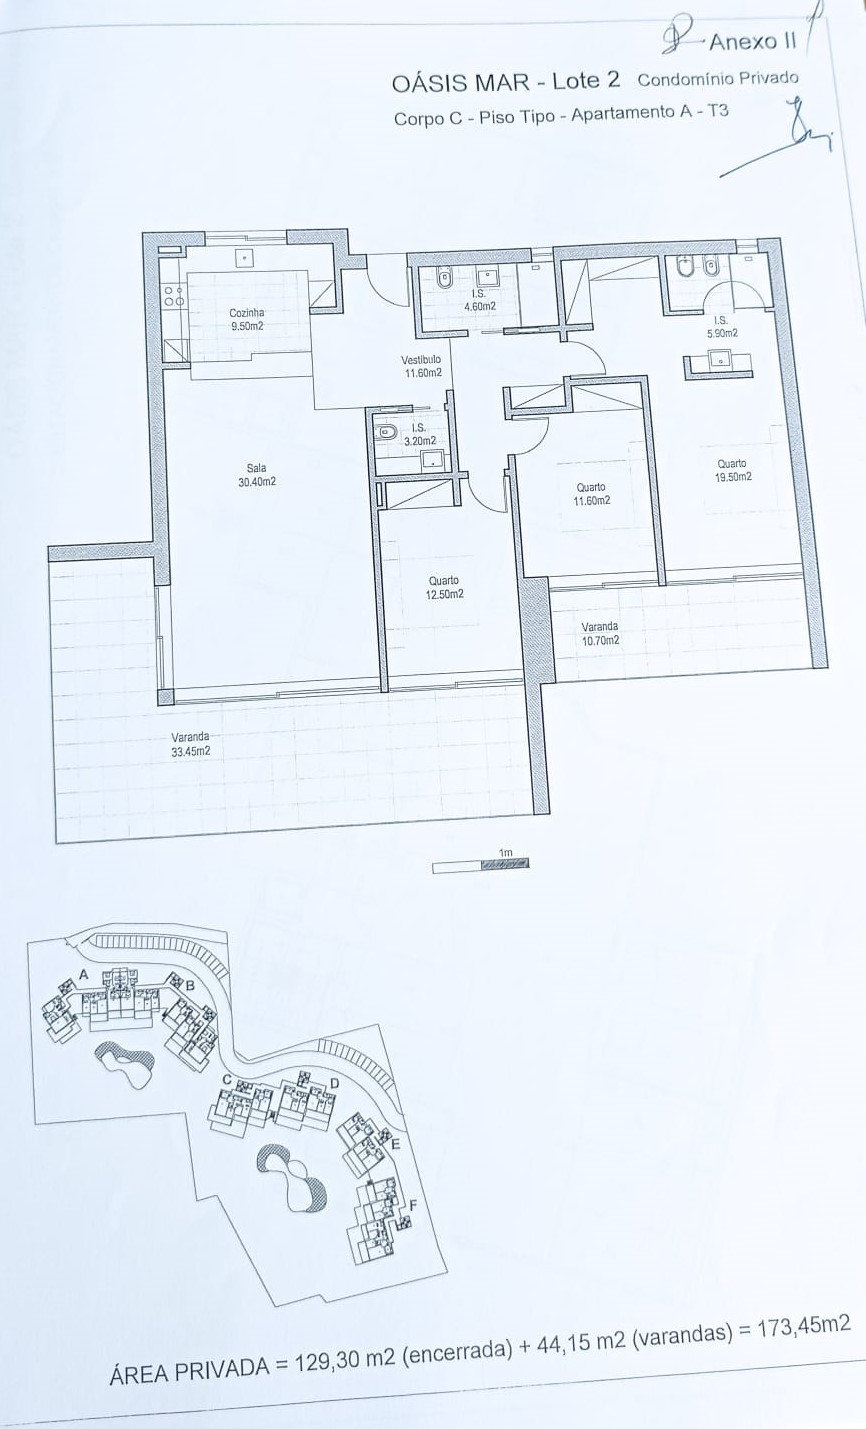 Anexo II
OÁSIS MAR - Lote 2 Condomínio Privado
Corpo C - Piso Tipo - Apartamento A - T3
Cozinha
9.50m2
I.S.
4.60m2
I.S.
5.90m2
Vestíbulo
11.60m2
I.S.
3.20m2
Sala
30.40m2
Quarto
19.50m2
Quarto
11.60m2
Quarto
12.50m2
Varanda
10.70m2
Varanda
33.45m2
1m
A
B
C
D
E
F
ÁREA PRIVADA = 129,30 m2 (encerrada) + 44,15 m2 (varandas) = 173,45m2